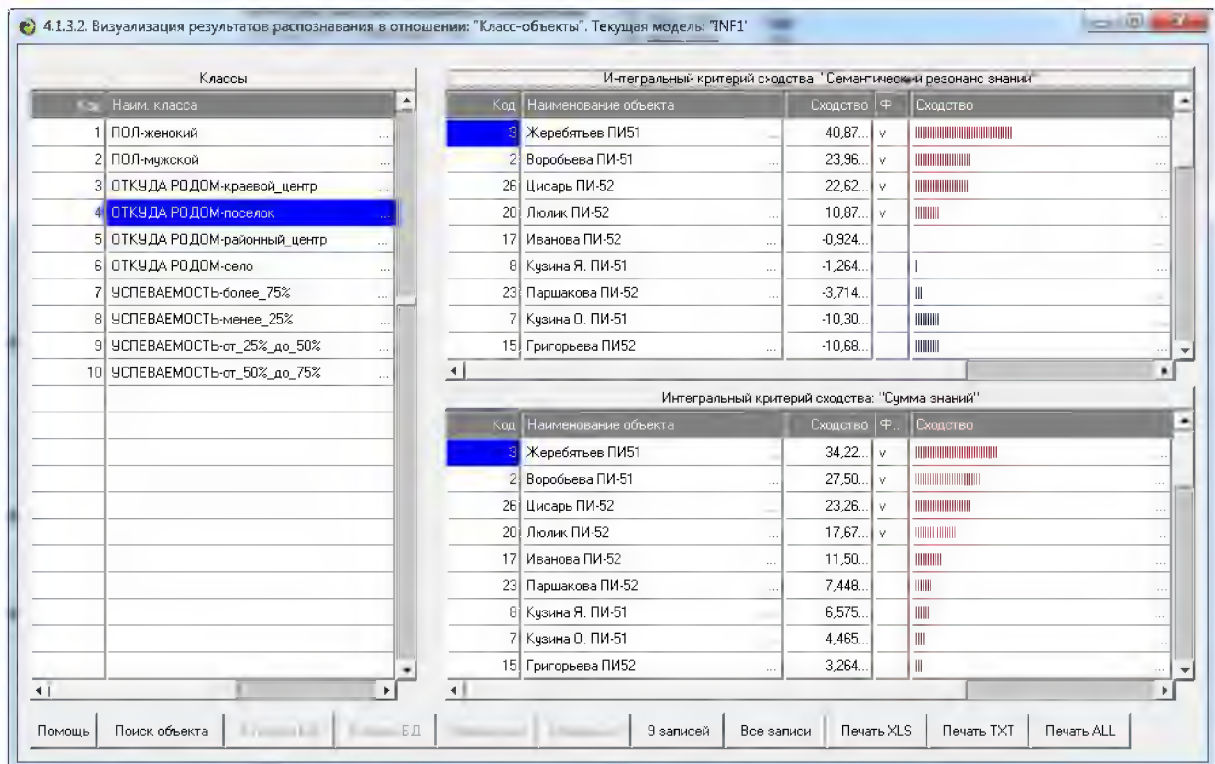 4.1.3.2. Визуализация результатов распознавания в отношении: "Класс-объекты". Текущая модель: "INF1"
Классы
Наим. класса
1 ПОЛ-женский ...
2 ПОЛ-мужской ...
3 ОТКУДА РОДОМ-краевой_центр ...
4 ОТКУДА РОДОМ-поселок ...
5 ОТКУДА РОДОМ-районный_центр ...
6 ОТКУДА РОДОМ-село ...
7 УСПЕВАЕМОСТЬ-более_75% ...
8 УСПЕВАЕМОСТЬ-менее_25% ...
9 УСПЕВАЕМОСТЬ-от_25%_до_50% ...
10 УСПЕВАЕМОСТЬ-от_50%_до_75% ...
Интегральный критерий сходства "Семантический резонанс знаний"
Код Наименование объекта Сходство Ф Сходство
3 Жеребятьев ПИ51 ... 40,87... v ...
2 Воробьева ПИ-51 ... 23,96... v ...
26 Цисарь ПИ-52 ... 22,62... v ...
20 Люлик ПИ-52 ... 10,87... v ...
17 Иванова ПИ-52 ... -0,924... ...
8 Кузина Я. ПИ-51 ... -1,264... ...
23 Паршакова ПИ-52 ... -3,714... ...
7 Кузина О. ПИ-51 ... -10,30... ...
15 Григорьева ПИ52 ... -10,68... ...
Интегральный критерий сходства: "Сумма знаний"
Код Наименование объекта Сходство Ф.. Сходство
3 Жеребятьев ПИ51 ... 34,22... v ...
2 Воробьева ПИ-51 ... 27,50... v ...
26 Цисарь ПИ-52 ... 23,26... v ...
20 Люлик ПИ-52 ... 17,67... v ...
17 Иванова ПИ-52 ... 11,50... ...
23 Паршакова ПИ-52 ... 7,448... ...
8 Кузина Я. ПИ-51 ... 6,575... ...
7 Кузина О. ПИ-51 ... 4,465... ...
15 Григорьева ПИ52 ... 3,264... ...
Помощь Поиск объекта БД 9 записей Все записи Печать XLS Печать TXT Печать ALL